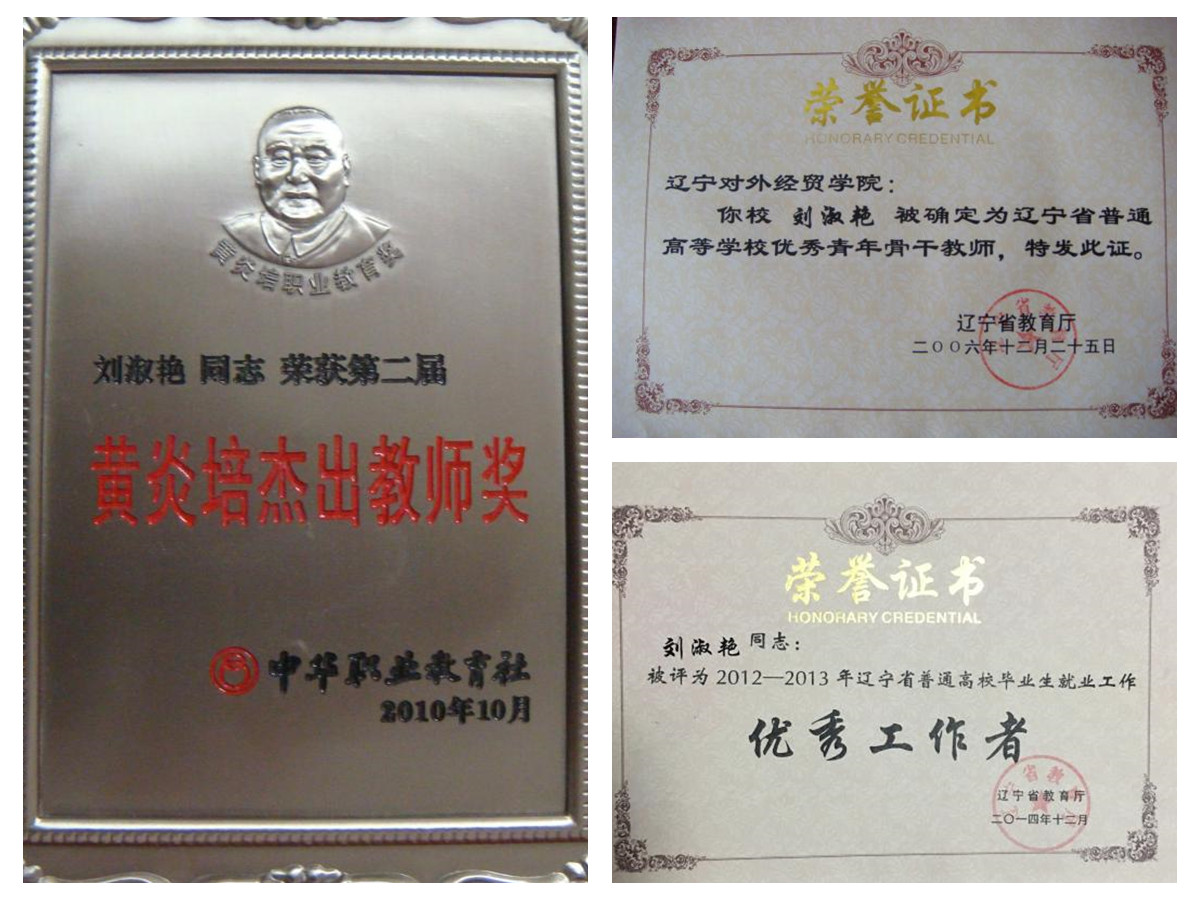 黄炎培职业教育奖
刘淑艳 同志 荣获第二届
黄炎培杰出教师奖
中华职业教育社
2010年10月
荣誉证书
HONORARY CREDENTIAL
辽宁对外经贸学院：
你校 刘淑艳 被确定为辽宁省普通
高等学校优秀青年骨干教师，特发此证。
辽宁省教育厅
二〇〇六年十二月二十五日
荣誉证书
HONORARY CREDENTIAL
刘淑艳 同志：
被评为 2012—2013 年辽宁省普通高校毕业生就业工作
优秀工作者
辽宁省教育厅
二〇一四年十二月